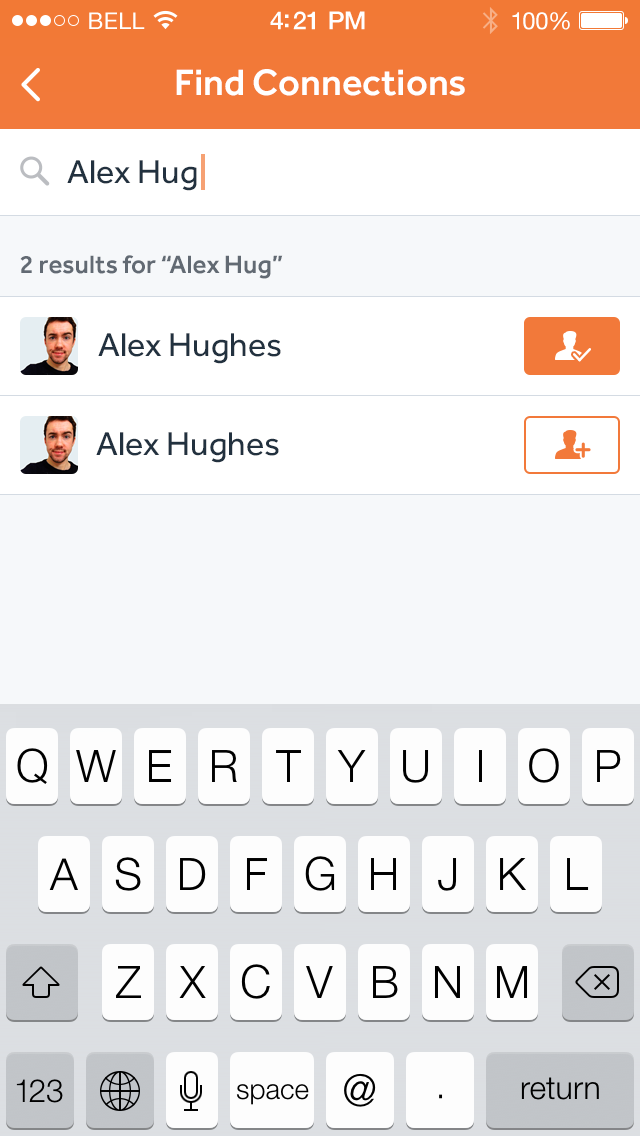 BELL 4:21 PM 100%
Find Connections
Alex Hug
2 results for “Alex Hug”
Alex Hughes
Alex Hughes
Q W E R T Y U I O P
A S D F G H J K L
Z X C V B N M
123 space @ . return